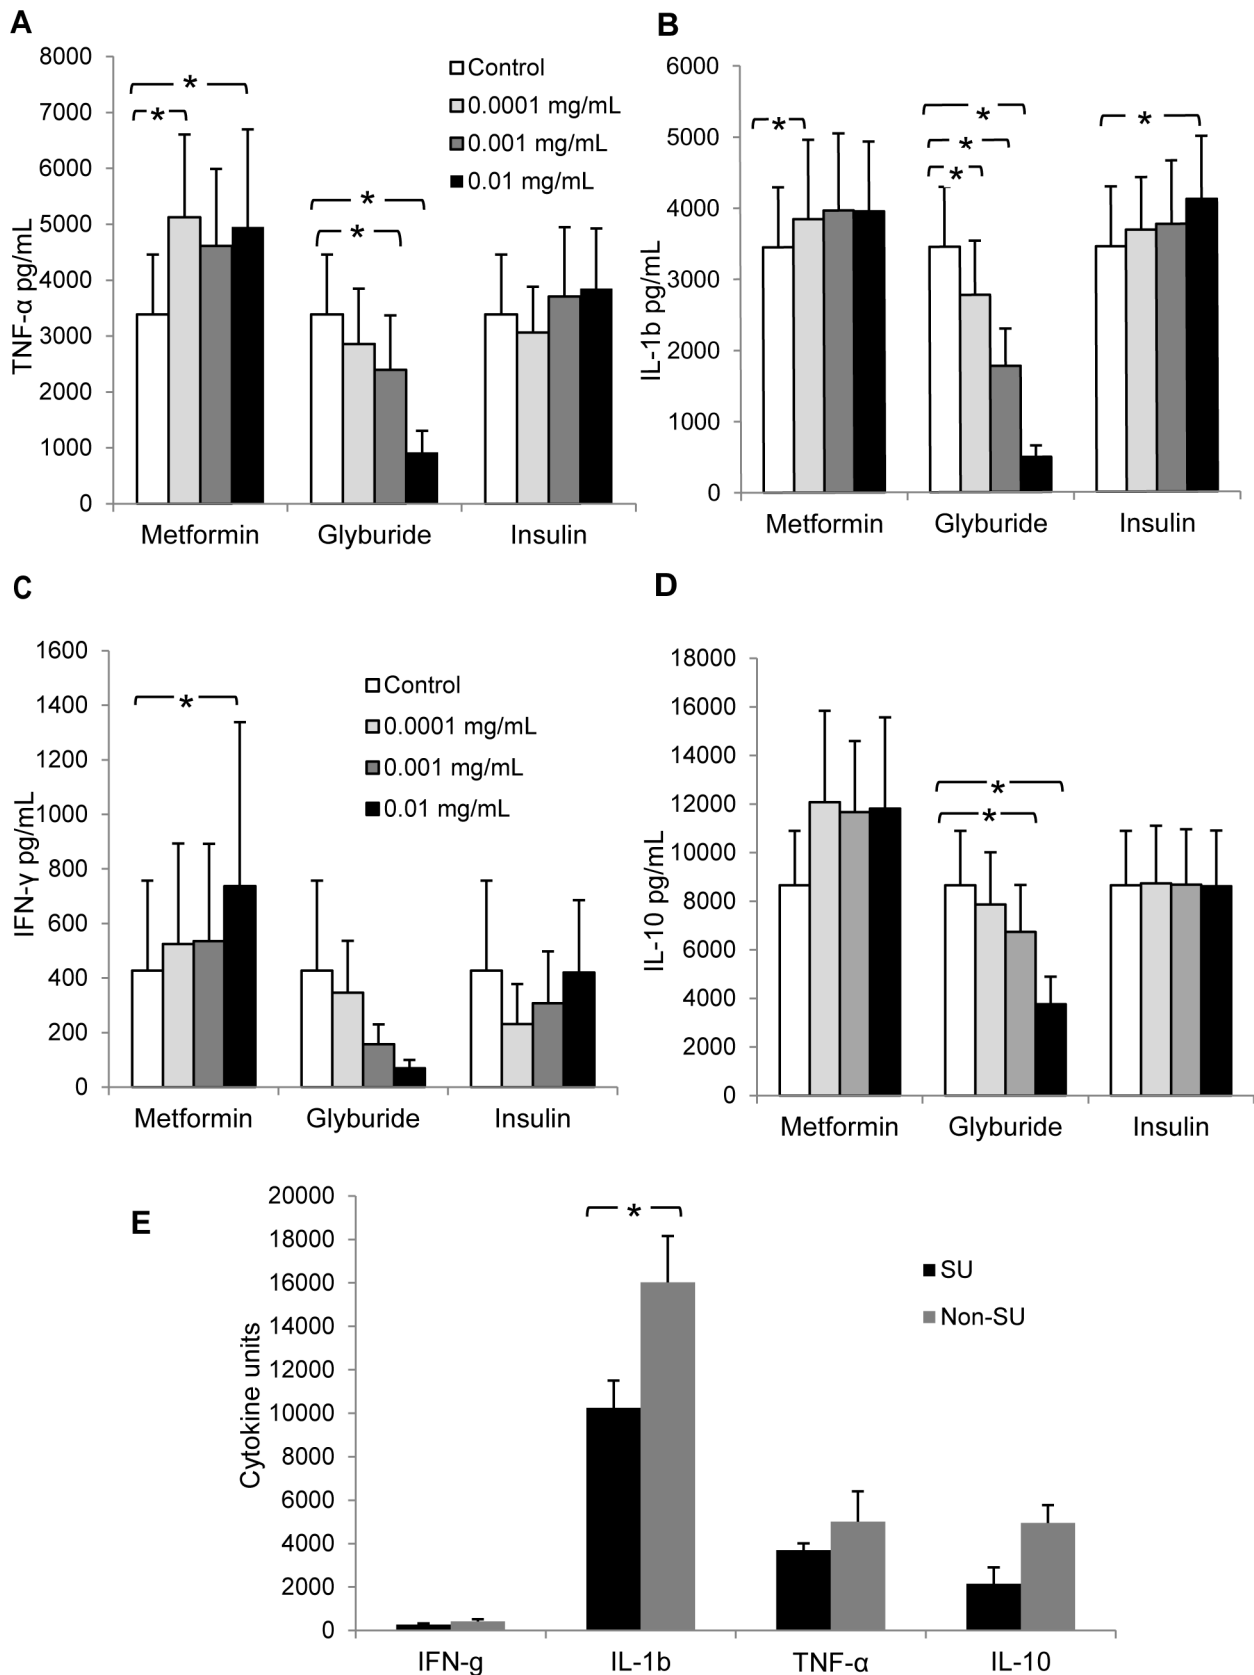 A
TNF-α pg/mL
8000
7000
6000
5000
4000
3000
2000
1000
0
Control
0.0001 mg/mL
0.001 mg/mL
0.01 mg/mL
*
*
*
*
Metformin
Glyburide
Insulin
B
IL-1b pg/mL
6000
5000
4000
3000
2000
1000
0
*
*
*
*
*
Metformin
Glyburide
Insulin
C
IFN-γ pg/mL
1600
1400
1200
1000
800
600
400
200
0
Control
0.0001 mg/mL
0.001 mg/mL
0.01 mg/mL
*
Metformin
Glyburide
Insulin
D
IL-10 pg/mL
18000
16000
14000
12000
10000
8000
6000
4000
2000
0
*
*
Metformin
Glyburide
Insulin
E
Cytokine units
20000
18000
16000
14000
12000
10000
8000
6000
4000
2000
0
*
SU
Non-SU
IFN-g
IL-1b
TNF-α
IL-10